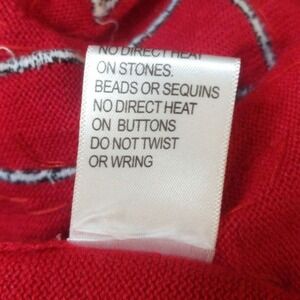 NO DIRECT HEAT
ON STONES.
BEADS OR SEQUINS
NO DIRECT HEAT
ON BUTTONS
DO NOT TWIST
OR WRING